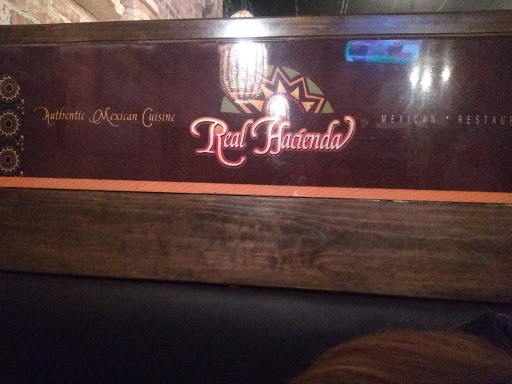 Authentic Mexican Cuisine
Real Hacienda
MEXICAN * RESTAU